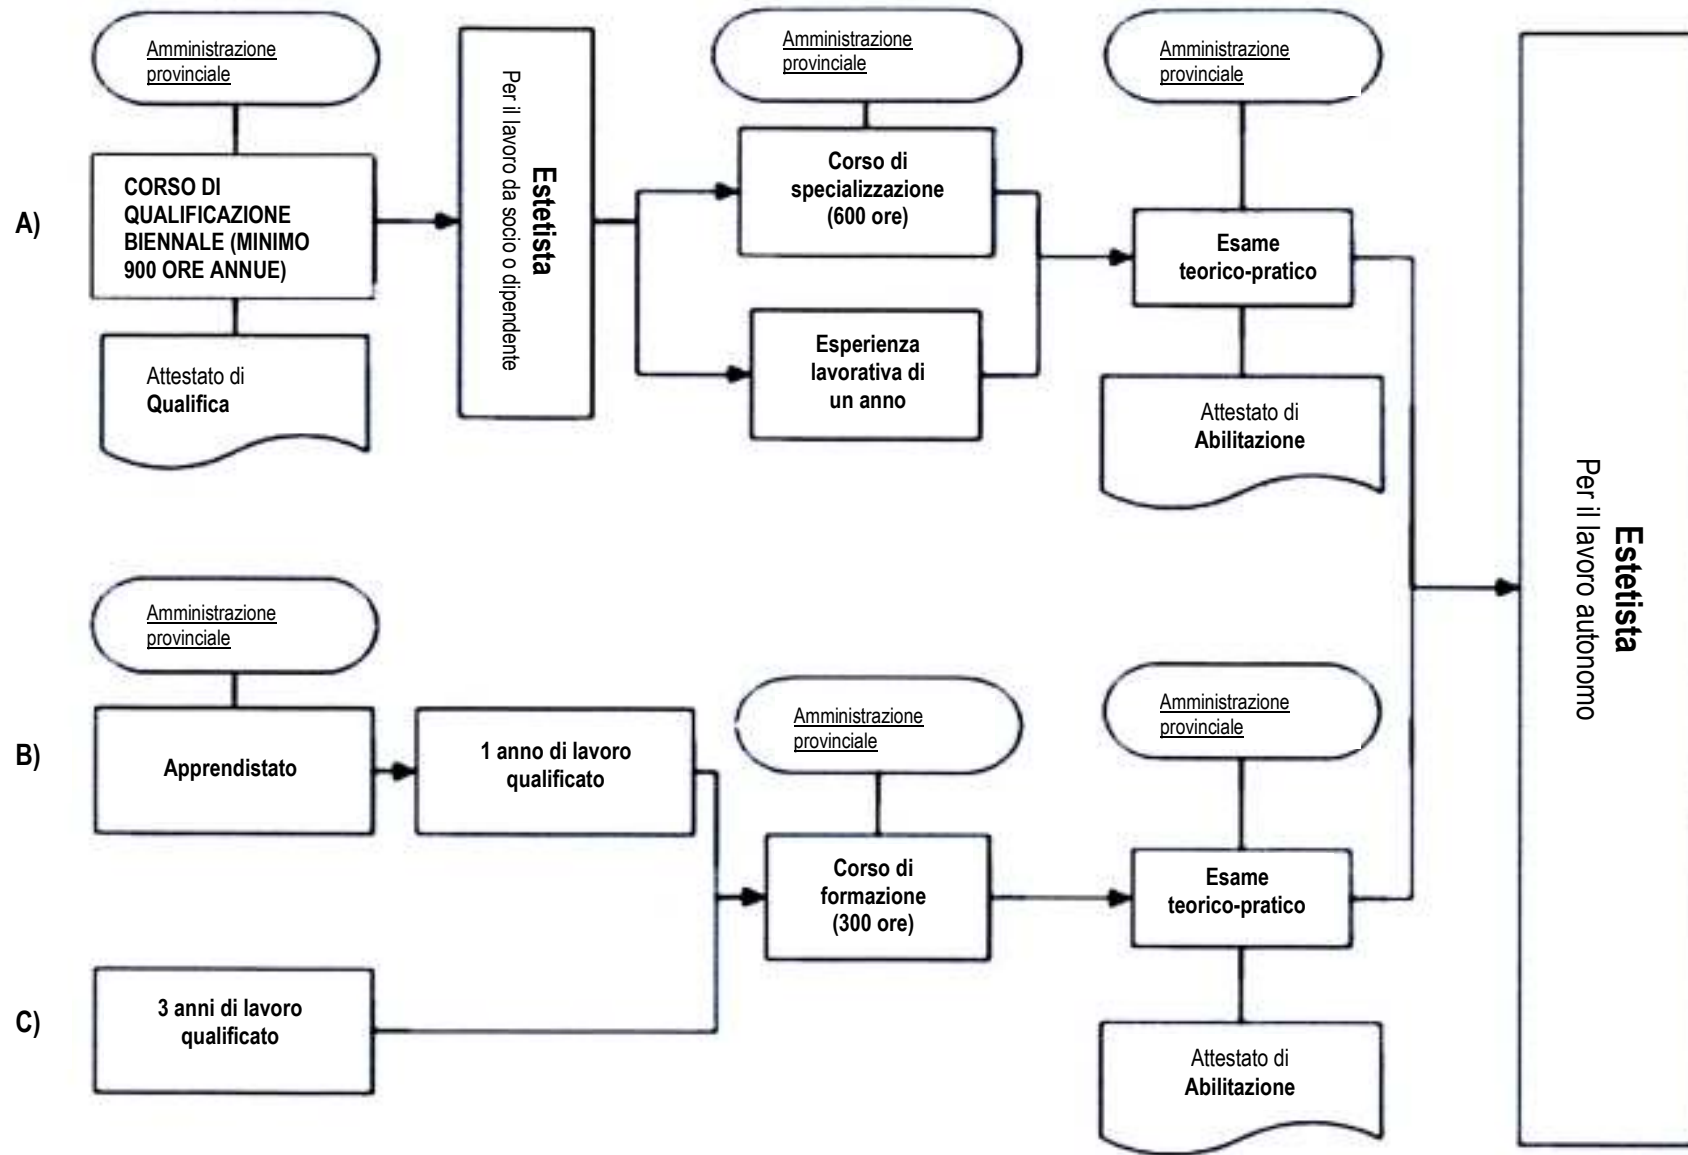 Amministrazione
provinciale
Amministrazione
provinciale
Amministrazione
provinciale
A)
CORSO DI
QUALIFICAZIONE
BIENNALE (MINIMO
900 ORE ANNUE)
Attestato di
Qualifica
Estetista
Per il lavoro da socio o dipendente
Corso di
specializzazione
(600 ore)
Esperienza
lavorativa di
un anno
Esame
teorico-pratico
Attestato di
Abilitazione
Estetista
Per il lavoro autonomo
Amministrazione
provinciale
Amministrazione
provinciale
Amministrazione
provinciale
B)
Apprendistato
1 anno di lavoro
qualificato
Corso di
formazione
(300 ore)
Esame
teorico-pratico
C)
3 anni di lavoro
qualificato
Attestato di
Abilitazione